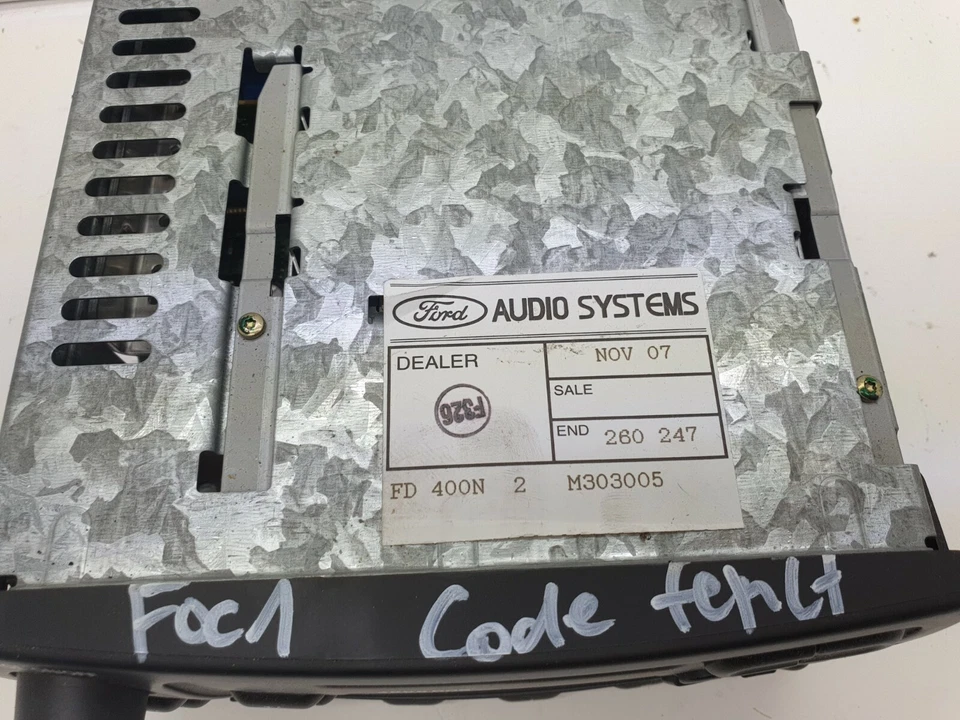 Ford AUDIO SYSTEMS
DEALER
NOV 07
SALE
F326
END 260 247
FD 400N 2 M303005
Foc1 Code fehlt